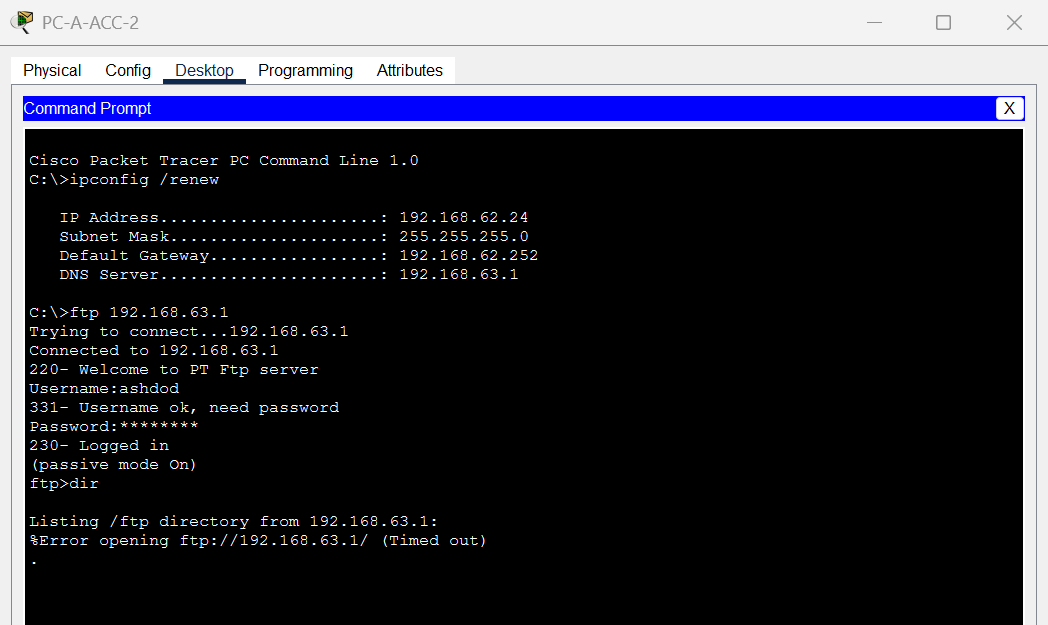 PC-A-ACC-2
Physical Config Desktop Programming Attributes
Command Prompt
X
Cisco Packet Tracer PC Command Line 1.0
C:\>ipconfig /renew
IP Address......................: 192.168.62.24
Subnet Mask.....................: 255.255.255.0
Default Gateway.................: 192.168.62.252
DNS Server......................: 192.168.63.1
C:\>ftp 192.168.63.1
Trying to connect...192.168.63.1
Connected to 192.168.63.1
220- Welcome to PT Ftp server
Username:ashdod
331- Username ok, need password
Password:********
230- Logged in
(passive mode On)
ftp>dir
Listing /ftp directory from 192.168.63.1:
%Error opening ftp://192.168.63.1/ (Timed out)
.